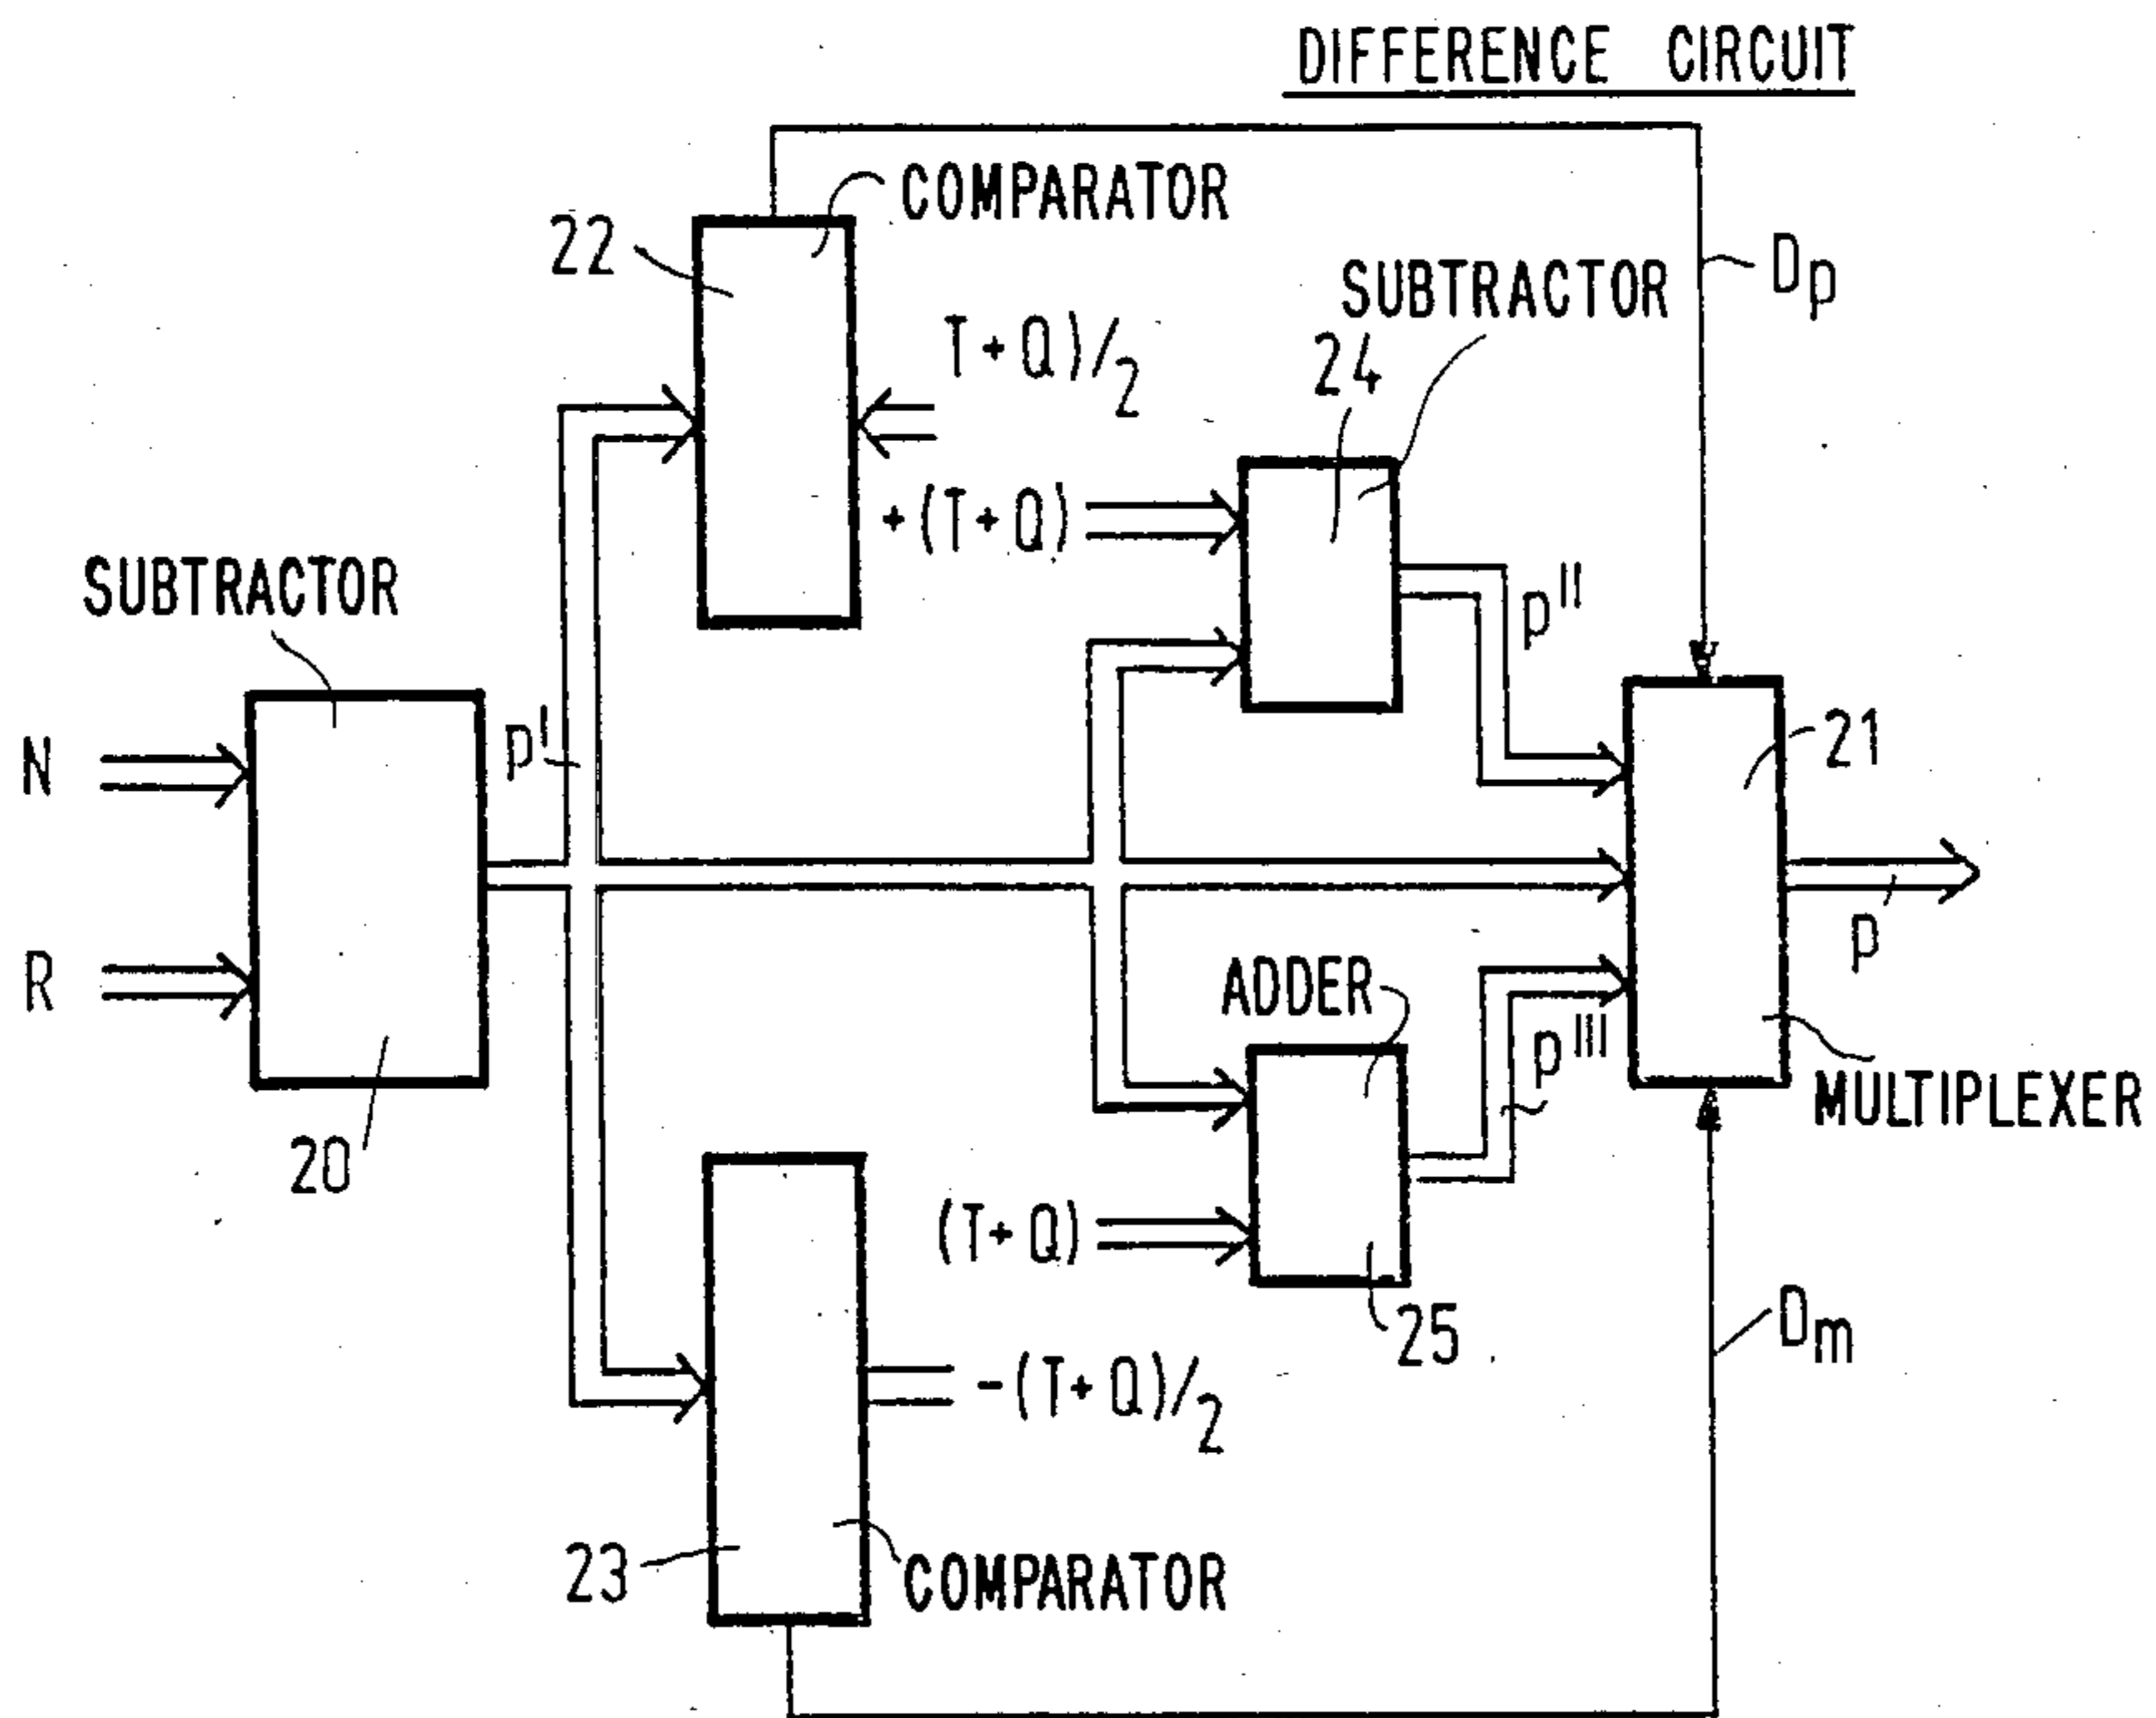 DIFFERENCE CIRCUIT
COMPARATOR
22
Dp
SUBTRACTOR
T+Q)/2
24
+(T+Q)
SUBTRACTOR
p''
N
p'
21
R
p
ADDER
p'''
MULTIPLEXER
20
(T+Q)
25
Dm
-(T+Q)/2
23
COMPARATOR